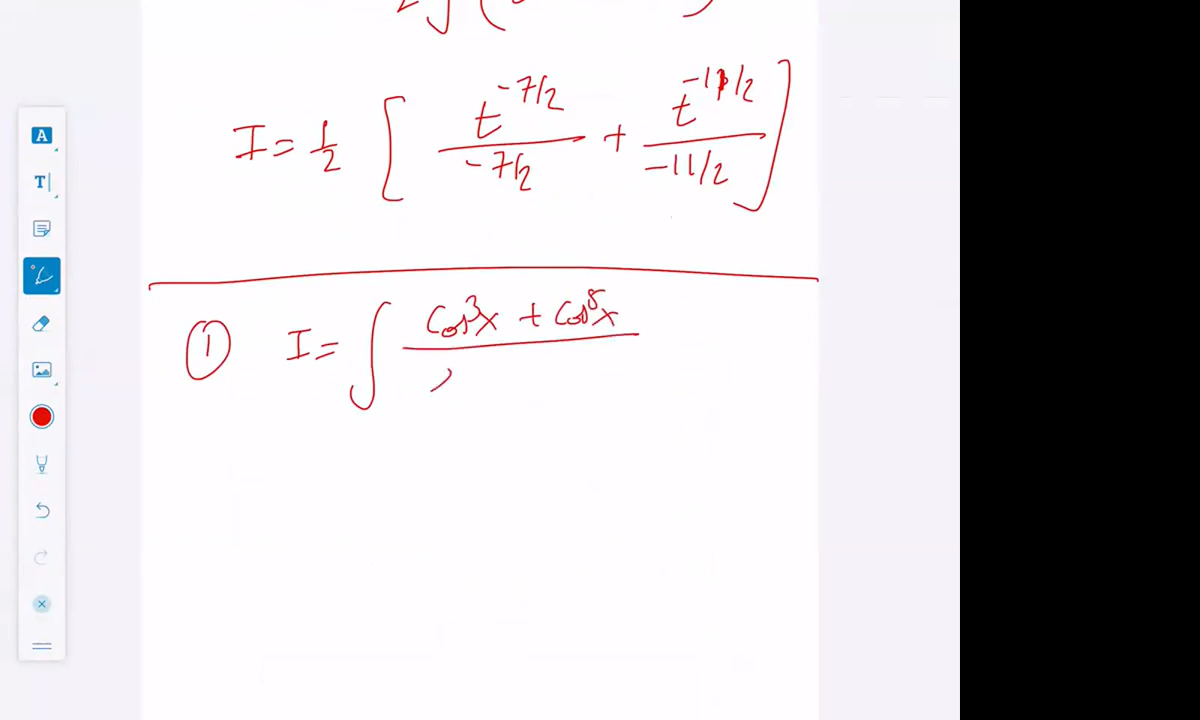 I = 1/2 [ t^(-7/2) / (-7/2) + t^(-11/2) / (-11/2) ]
① I = ∫ (cos³x + cos⁵x) /
A
T|